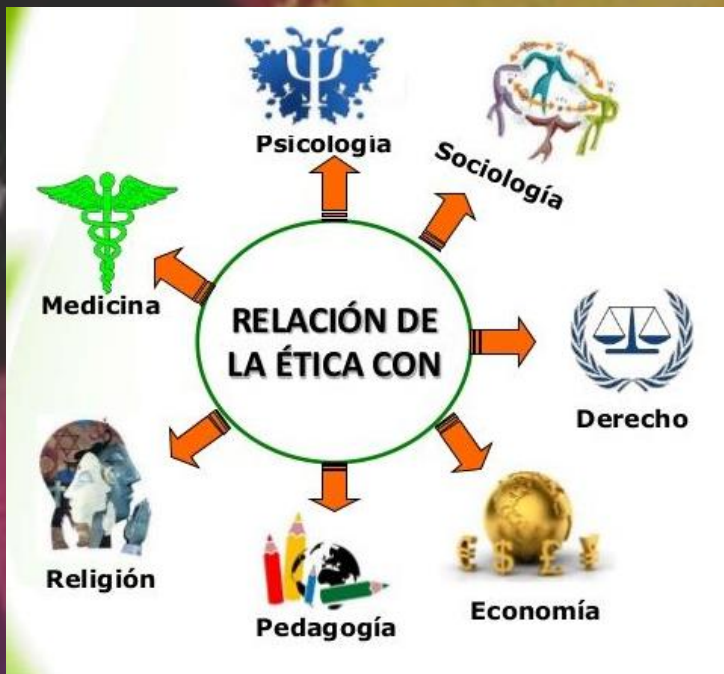 Psicologia
Sociología
Medicina
RELACIÓN DE
LA ÉTICA CON
Derecho
Religión
Pedagogía
Economía